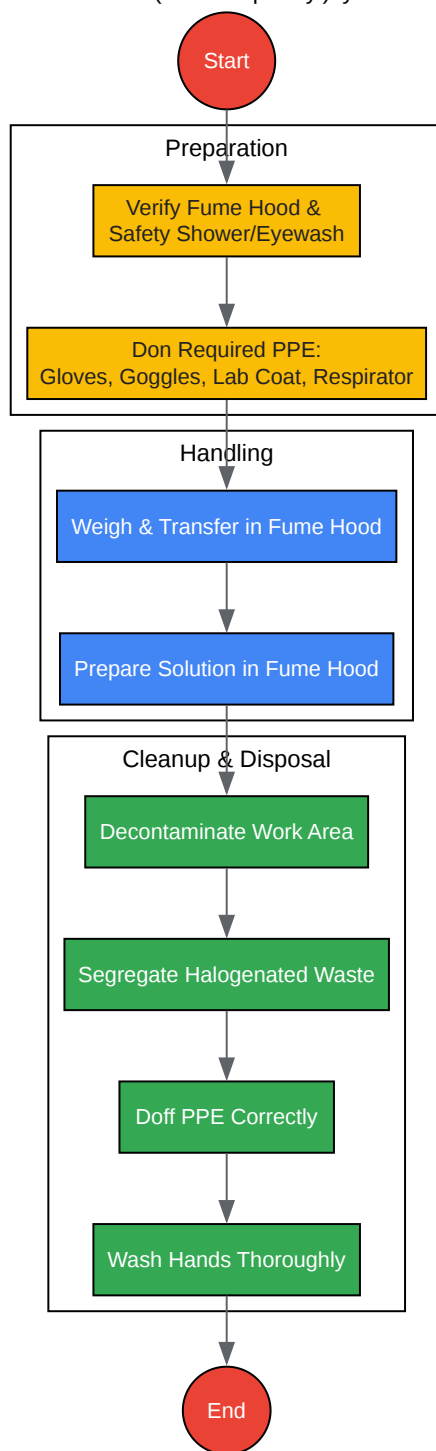 Start
Preparation
Verify Fume Hood &
Safety Shower/Eyewash
Don Required PPE:
Gloves, Goggles, Lab Coat, Respirator
Handling
Weigh & Transfer in Fume Hood
Prepare Solution in Fume Hood
Cleanup & Disposal
Decontaminate Work Area
Segregate Halogenated Waste
Doff PPE Correctly
Wash Hands Thoroughly
End